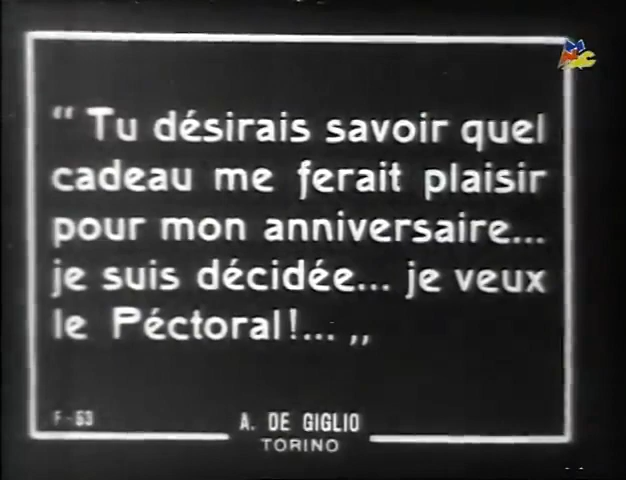 “ Tu désirais savoir quel
cadeau me ferait plaisir
pour mon anniversaire...
je suis décidée... je veux
le Péctoral!... „
F-53
A. DE GIGLIO
TORINO